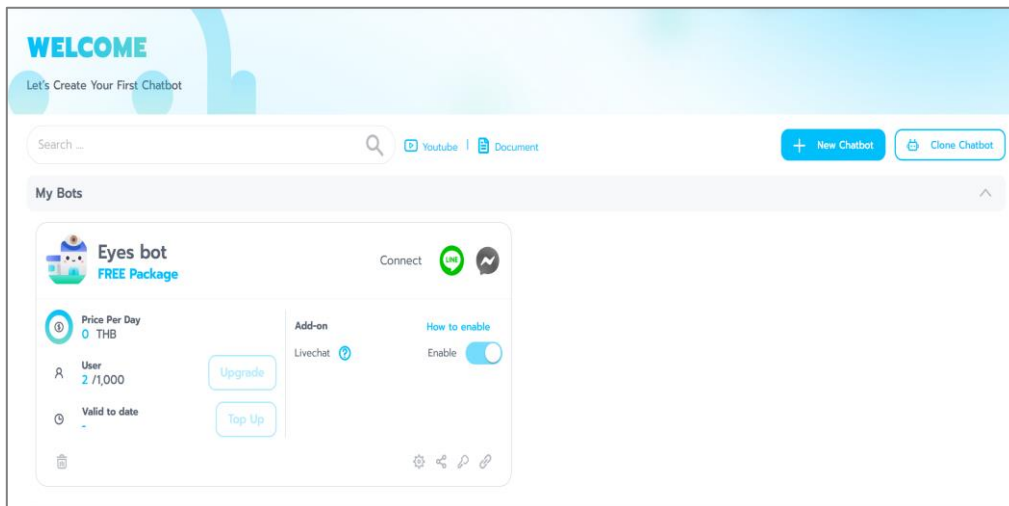 WELCOME
Let's Create Your First Chatbot
Search ...
Youtube | Document
New Chatbot
Clone Chatbot
My Bots
Eyes bot
FREE Package
Connect
LINE
Price Per Day
0 THB
User
2 /1,000
Upgrade
Valid to date
-
Top Up
Add-on
How to enable
Livechat ?
Enable